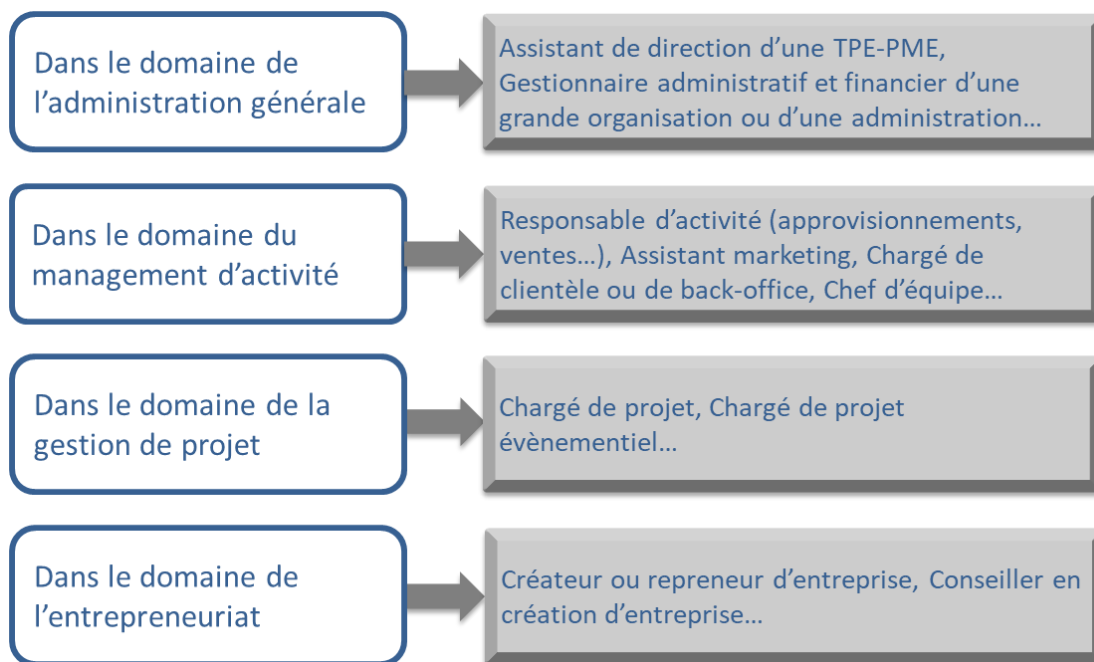 Dans le domaine de
l’administration générale
Assistant de direction d’une TPE-PME,
Gestionnaire administratif et financier d’une
grande organisation ou d’une administration…
Dans le domaine du
management d’activité
Responsable d’activité (approvisionnements,
ventes…), Assistant marketing, Chargé de
clientèle ou de back-office, Chef d’équipe…
Dans le domaine de la
gestion de projet
Chargé de projet, Chargé de projet
évènementiel…
Dans le domaine de
l’entrepreneuriat
Créateur ou repreneur d’entreprise, Conseiller en
création d’entreprise…